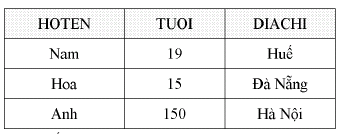 HOTEN TUOI DIACHI
Nam 19 Huế
Hoa 15 Đà Nẵng
Anh 150 Hà Nội